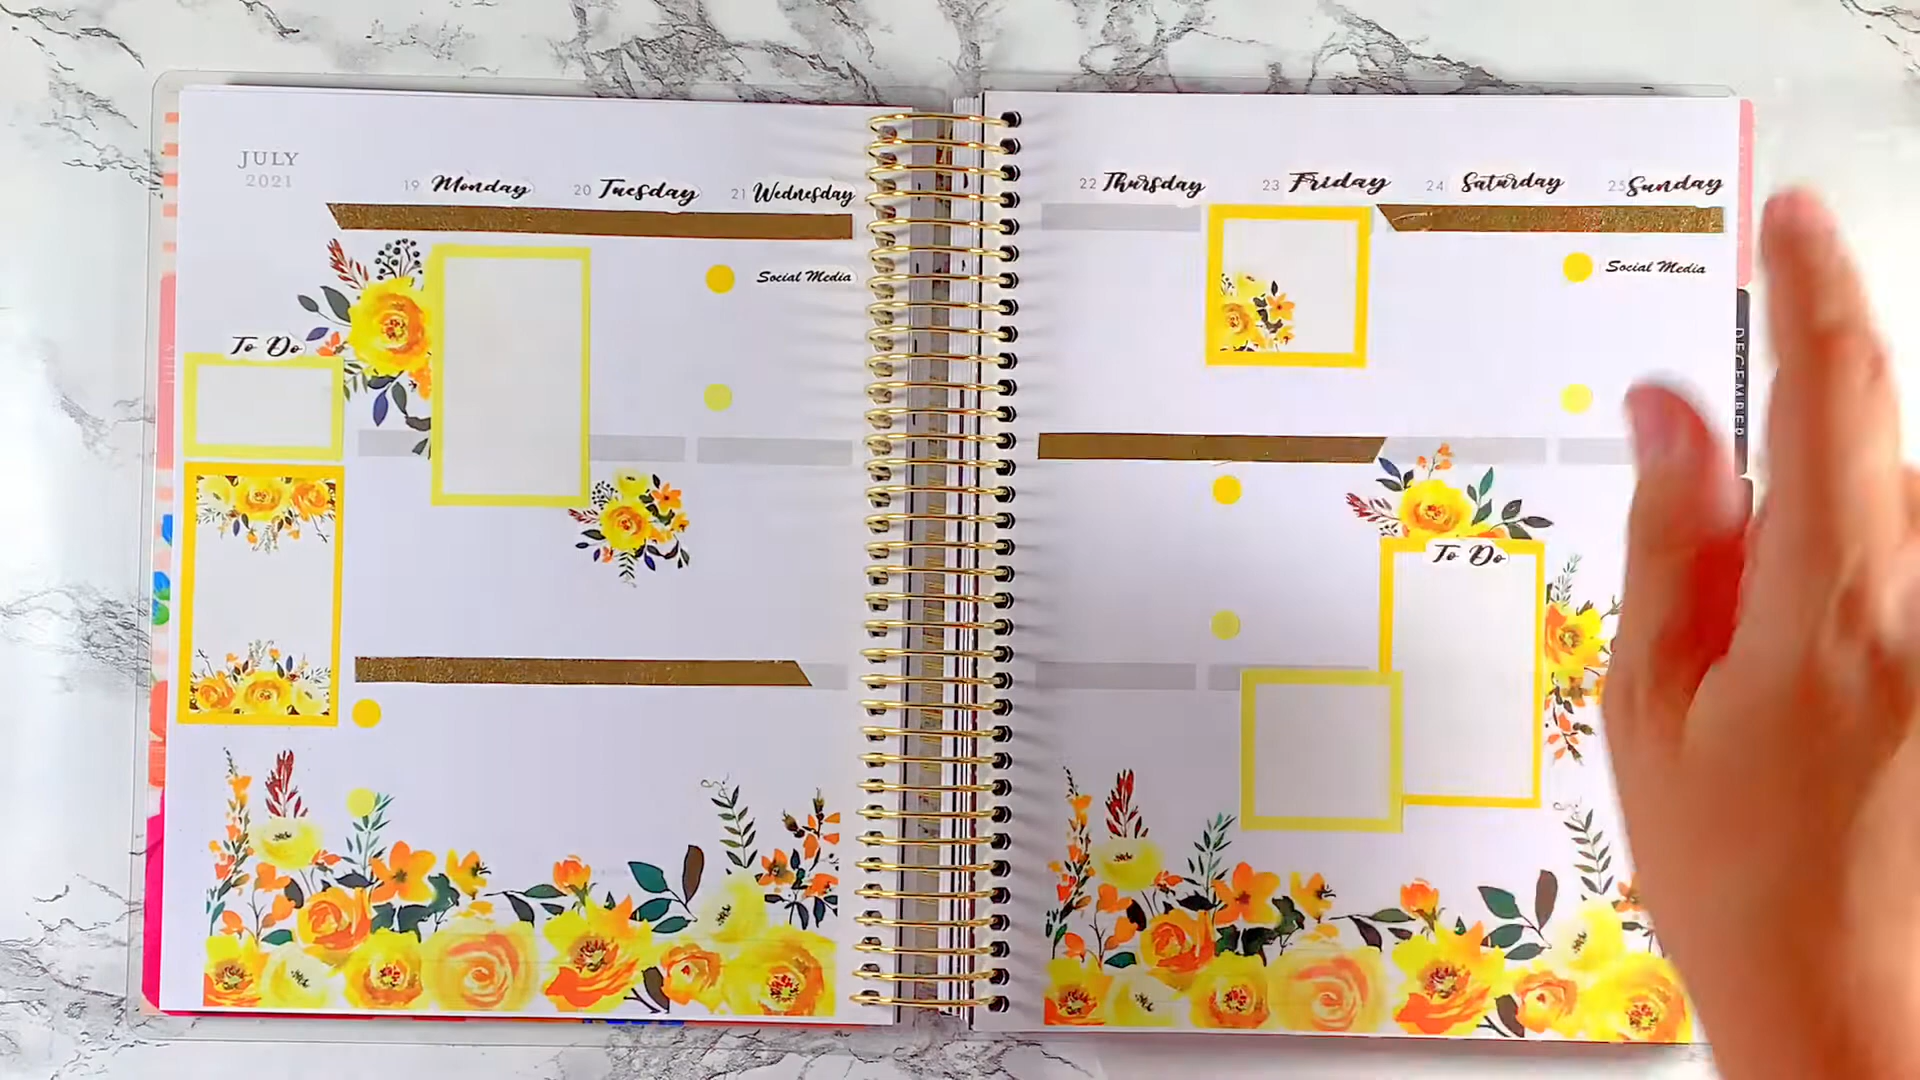 JULY
2021
19 Monday 20 Tuesday 21 Wednesday
Social Media
To Do
22 Thursday 23 Friday 24 Saturday 25 Sunday
Social Media
To Do
DECEMBER